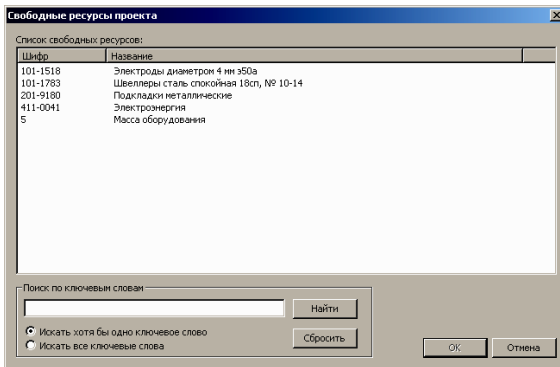 Свободные ресурсы проекта
Список свободных ресурсов:
Шифр Название
101-1518 Электроды диаметром 4 мм э50а
101-1783 Швеллеры сталь спокойная 18сп, № 10-14
201-9180 Подкладки металлические
411-0041 Электроэнергия
5 Масса оборудования
Поиск по ключевым словам
Найти
Искать хотя бы одно ключевое слово
Искать все ключевые слова
Сбросить
ОК Отмена